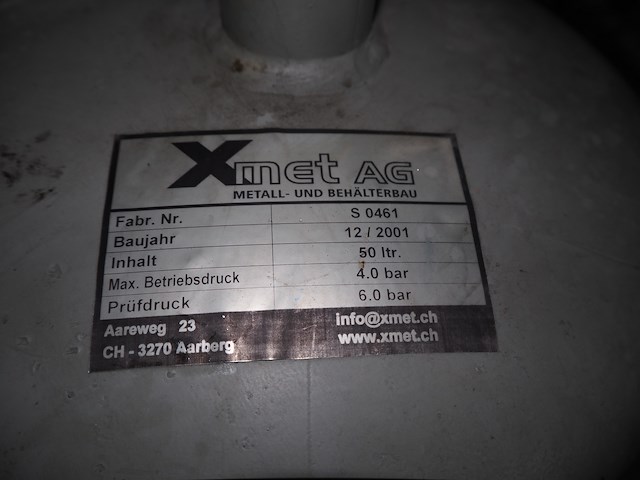 Xmet AG
METALL- UND BEHÄLTERBAU
Fabr. Nr. S 0461
Baujahr 12 / 2001
Inhalt 50 ltr.
Max. Betriebsdruck 4.0 bar
Prüfdruck 6.0 bar
Aareweg 23 info@xmet.ch
CH - 3270 Aarberg www.xmet.ch